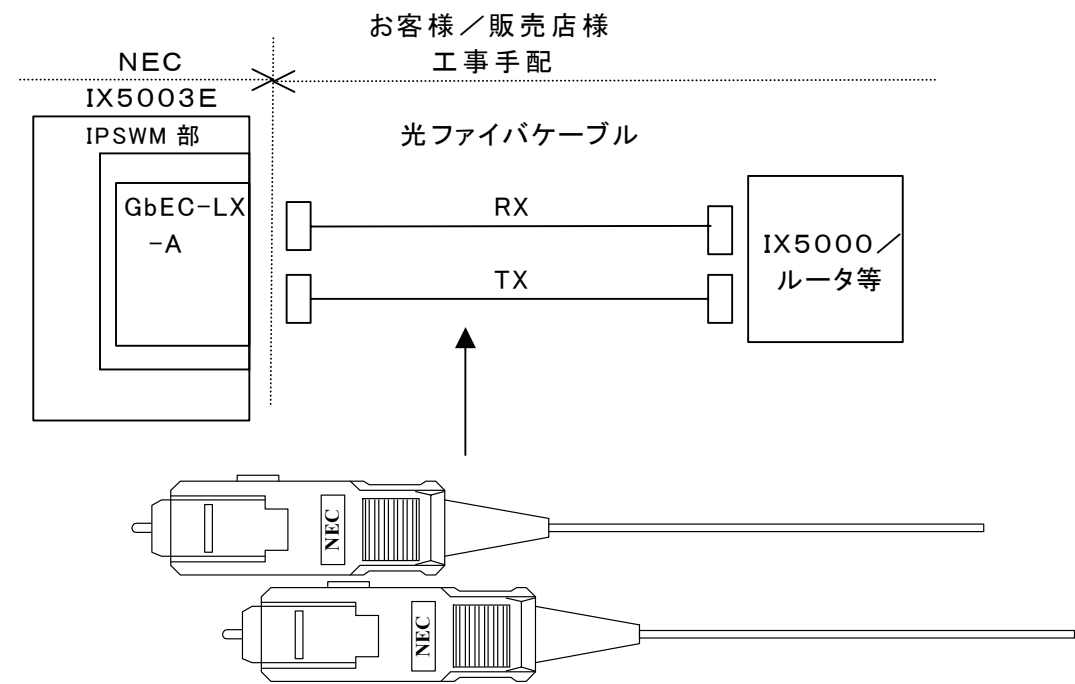 お客様／販売店様
工事手配
ＮＥＣ
ＩＸ５００３Ｅ
IPSWM 部
GbEC-LX
-A
光ファイバケーブル
RX
TX
ＩＸ５０００／
ルータ等
NEC
NEC